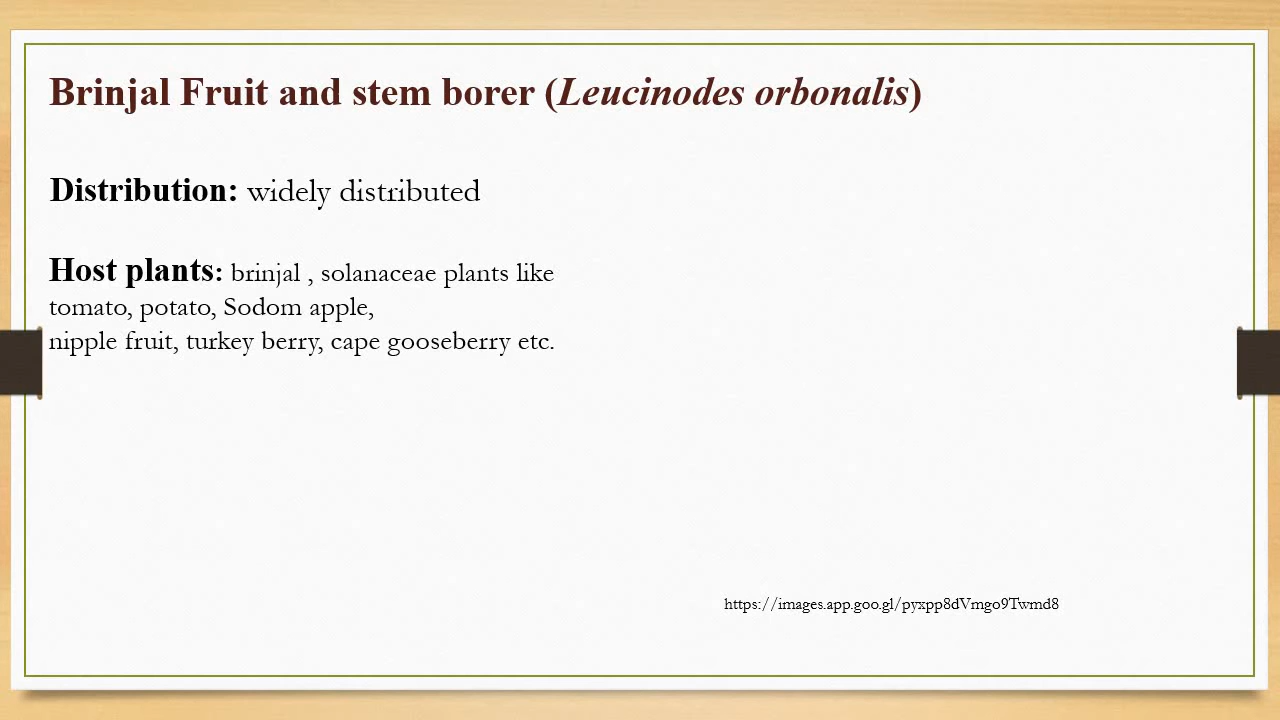 Brinjal Fruit and stem borer (Leucinodes orbonalis)
Distribution: widely distributed
Host plants: brinjal , solanaceae plants like
tomato, potato, Sodom apple,
nipple fruit, turkey berry, cape gooseberry etc.
https://images.app.goo.gl/pyxpp8dVmgo9Twmd8